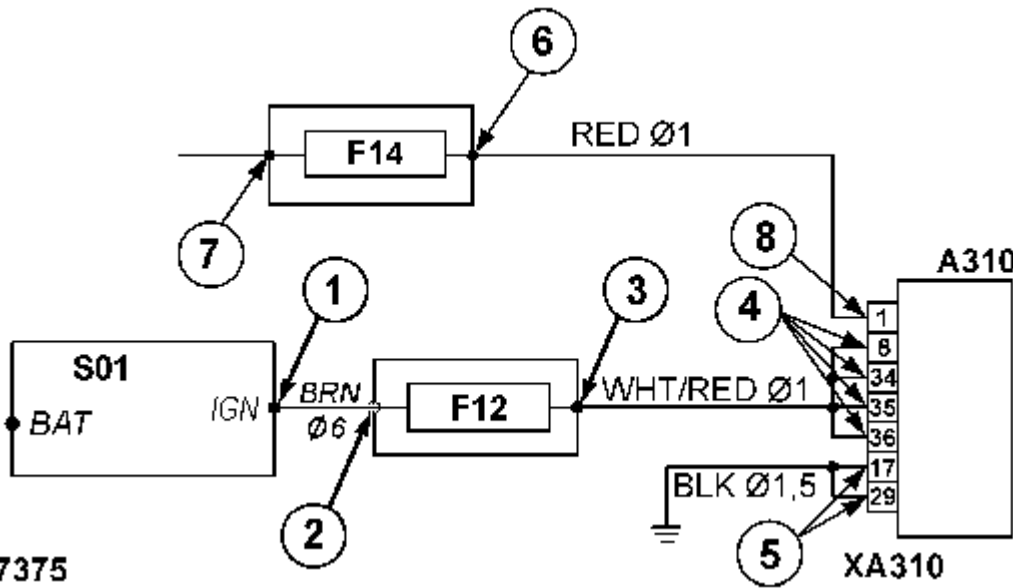 6
F14
RED Ø1
7
8
A310
1
3
4
1
S01
8
34
BAT
IGN
BRN
Ø6
F12
WHT/RED Ø1
35
36
17
BLK Ø1,5
29
2
5
7375
XA310